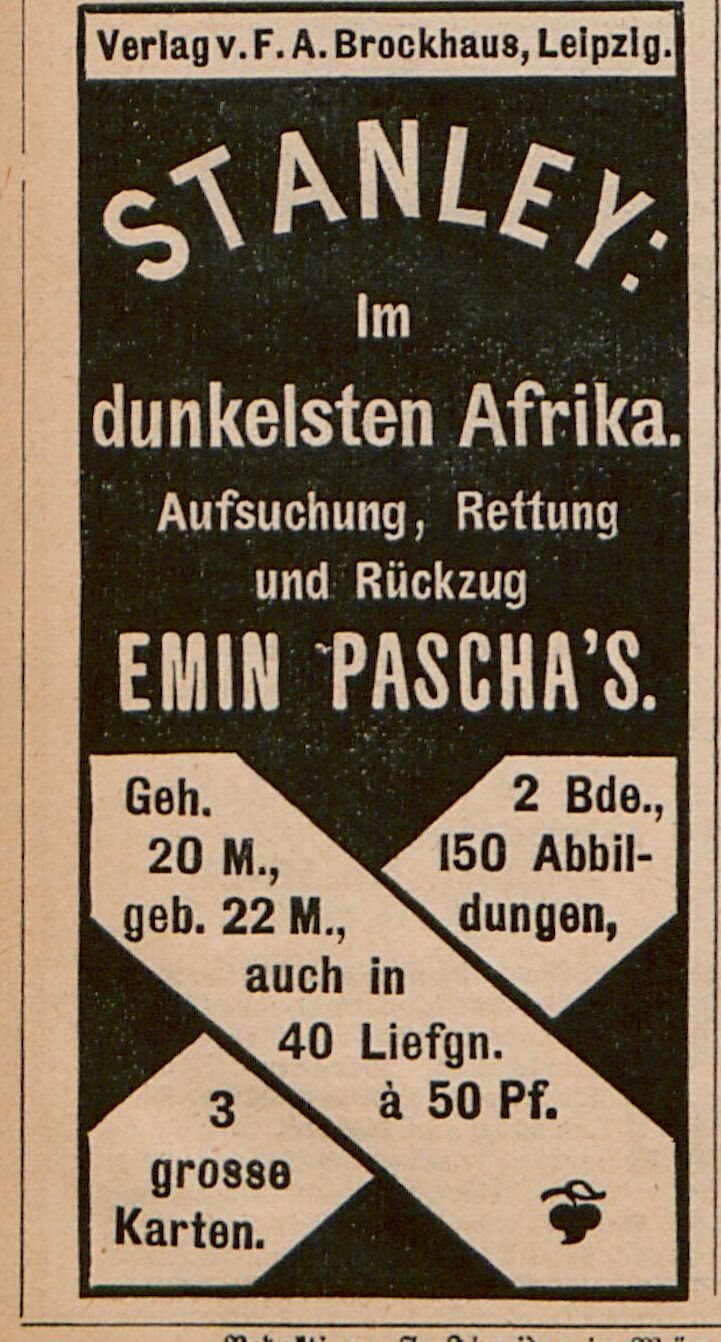 Verlag v. F. A. Brockhaus, Leipzig.
STANLEY:
Im
dunkelsten Afrika.
Aufsuchung, Rettung
und Rückzug
EMIN PASCHA'S.
Geh.
20 M.,
geb. 22 M.,
auch in
40 Liefgn.
à 50 Pf.
2 Bde.,
150 Abbil-
dungen,
3
grosse
Karten.